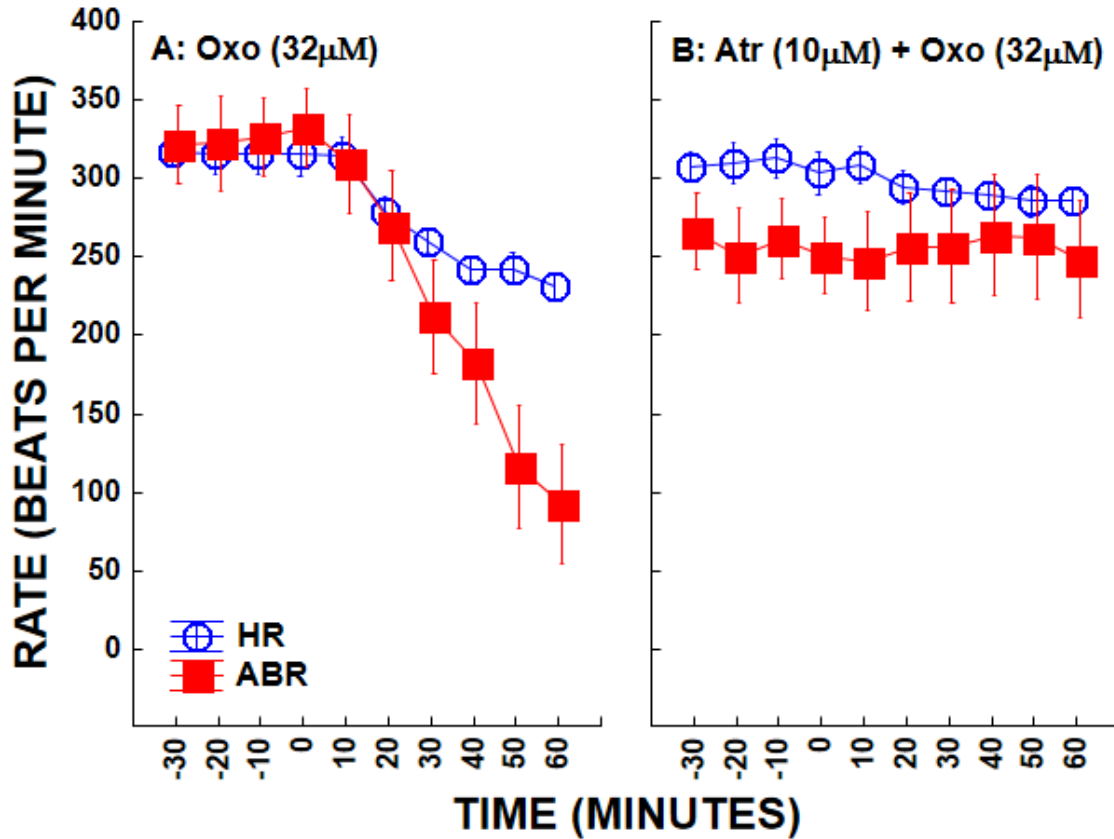 A: Oxo (32μM)
B: Atr (10μM) + Oxo (32μM)
RATE (BEATS PER MINUTE)
400
350
300
250
200
150
100
50
0
HR
ABR
-30 -20 -10 0 10 20 30 40 50 60
-30 -20 -10 0 10 20 30 40 50 60
TIME (MINUTES)